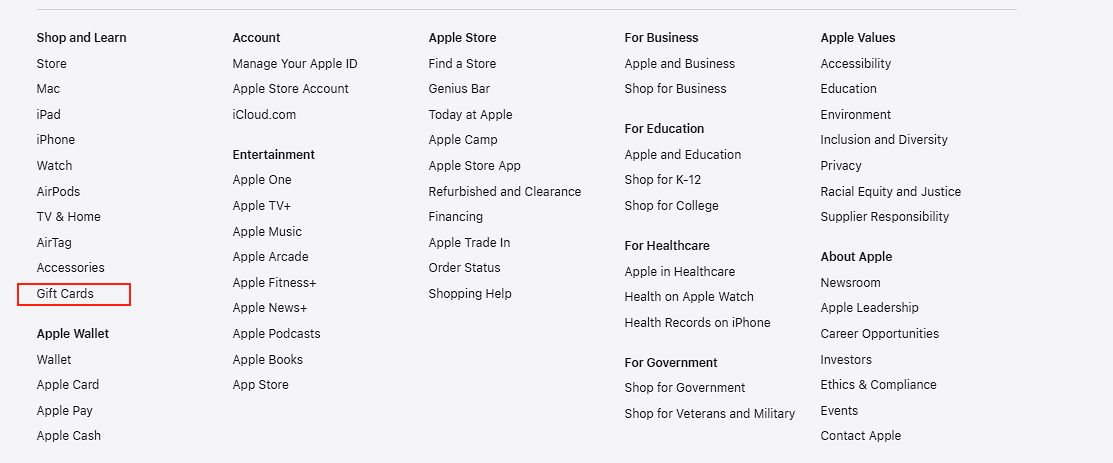 Shop and Learn
Store
Mac
iPad
iPhone
Watch
AirPods
TV & Home
AirTag
Accessories
Gift Cards
Apple Wallet
Wallet
Apple Card
Apple Pay
Apple Cash
Account
Manage Your Apple ID
Apple Store Account
iCloud.com
Entertainment
Apple One
Apple TV+
Apple Music
Apple Arcade
Apple Fitness+
Apple News+
Apple Podcasts
Apple Books
App Store
Apple Store
Find a Store
Genius Bar
Today at Apple
Apple Camp
Apple Store App
Refurbished and Clearance
Financing
Apple Trade In
Order Status
Shopping Help
For Business
Apple and Business
Shop for Business
For Education
Apple and Education
Shop for K-12
Shop for College
For Healthcare
Apple in Healthcare
Health on Apple Watch
Health Records on iPhone
For Government
Shop for Government
Shop for Veterans and Military
Apple Values
Accessibility
Education
Environment
Inclusion and Diversity
Privacy
Racial Equity and Justice
Supplier Responsibility
About Apple
Newsroom
Apple Leadership
Career Opportunities
Investors
Ethics & Compliance
Events
Contact Apple